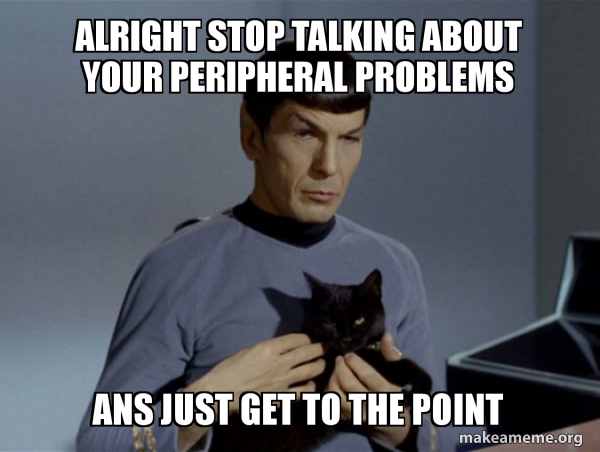 ALRIGHT STOP TALKING ABOUT
YOUR PERIPHERAL PROBLEMS
ANS JUST GET TO THE POINT
makeameme.org